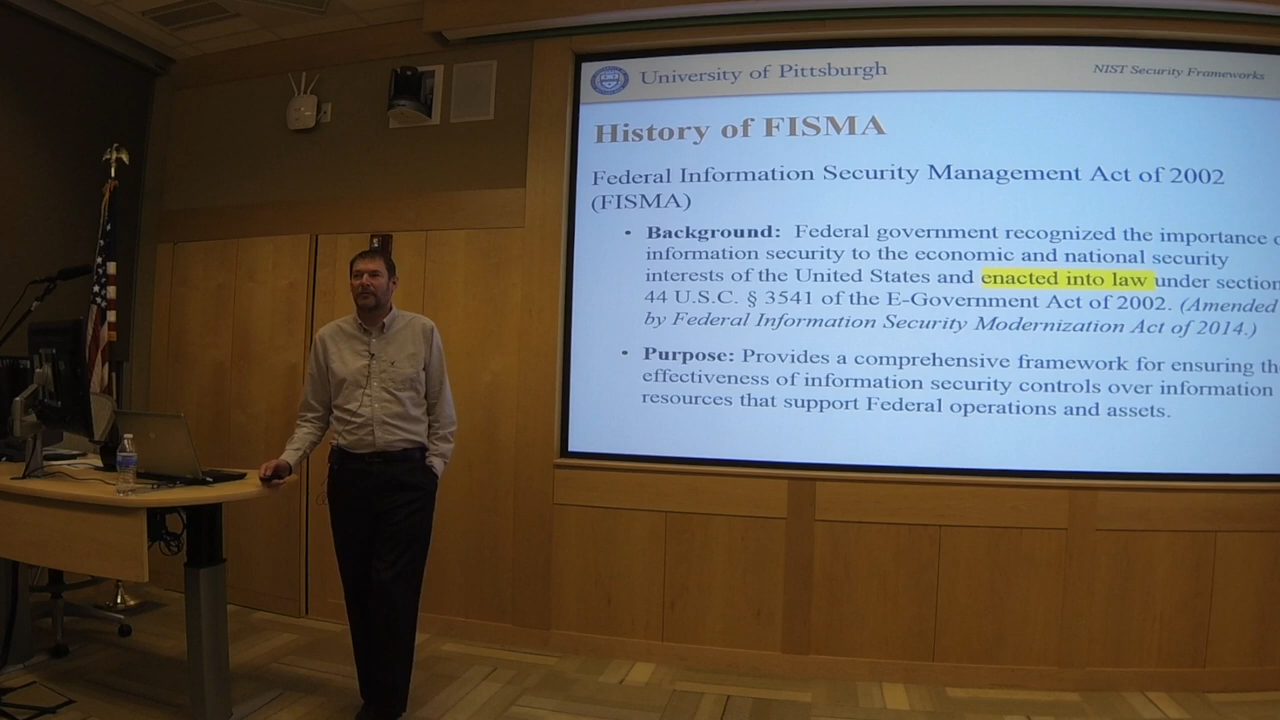 University of Pittsburgh
NIST Security Frameworks
History of FISMA
Federal Information Security Management Act of 2002
(FISMA)
• Background: Federal government recognized the importance
information security to the economic and national security
interests of the United States and enacted into law under section
44 U.S.C. § 3541 of the E-Government Act of 2002. (Amended
by Federal Information Security Modernization Act of 2014.)
• Purpose: Provides a comprehensive framework for ensuring the
effectiveness of information security controls over information
resources that support Federal operations and assets.